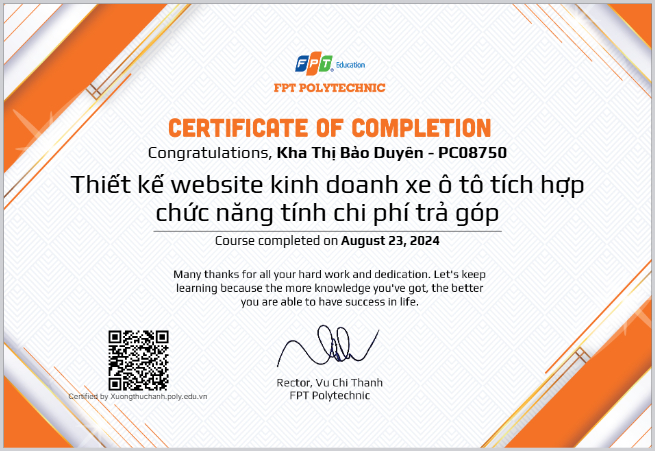 FPT Education
FPT POLYTECHNIC
CERTIFICATE OF COMPLETION
Congratulations, Kha Thị Bảo Duyên - PC08750
Thiết kế website kinh doanh xe ô tô tích hợp
chức năng tính chi phí trả góp
Course completed on August 23, 2024
Many thanks for all your hard work and dedication. Let's keep
learning because the more knowledge you've got, the better
you are able to have success in life.
Rector, Vu Chi Thanh
FPT Polytechnic
Certified by Xuongthuchanh.poly.edu.vn